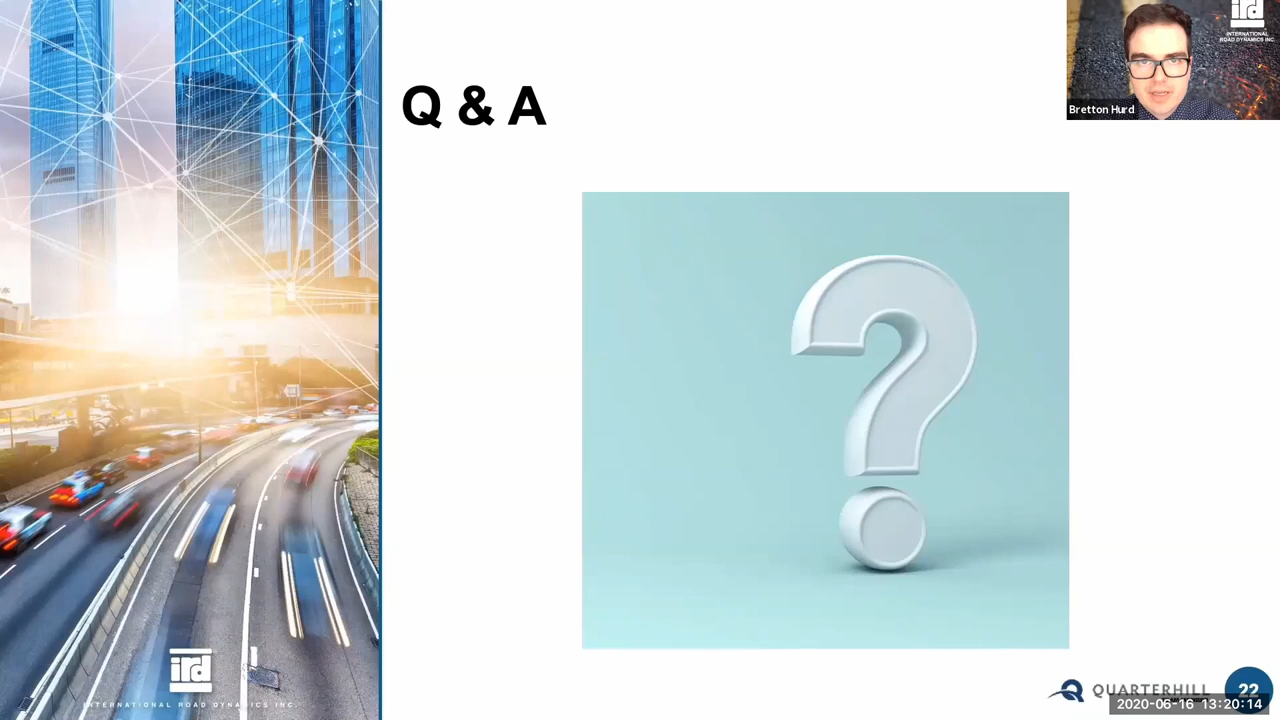 Q & A
ird
INTERNATIONAL
ROAD DYNAMICS INC.
Bretton Hurd
ird
INTERNATIONAL ROAD DYNAMICS INC.
QUARTERHILL
22
2020-06-16 13:20:14